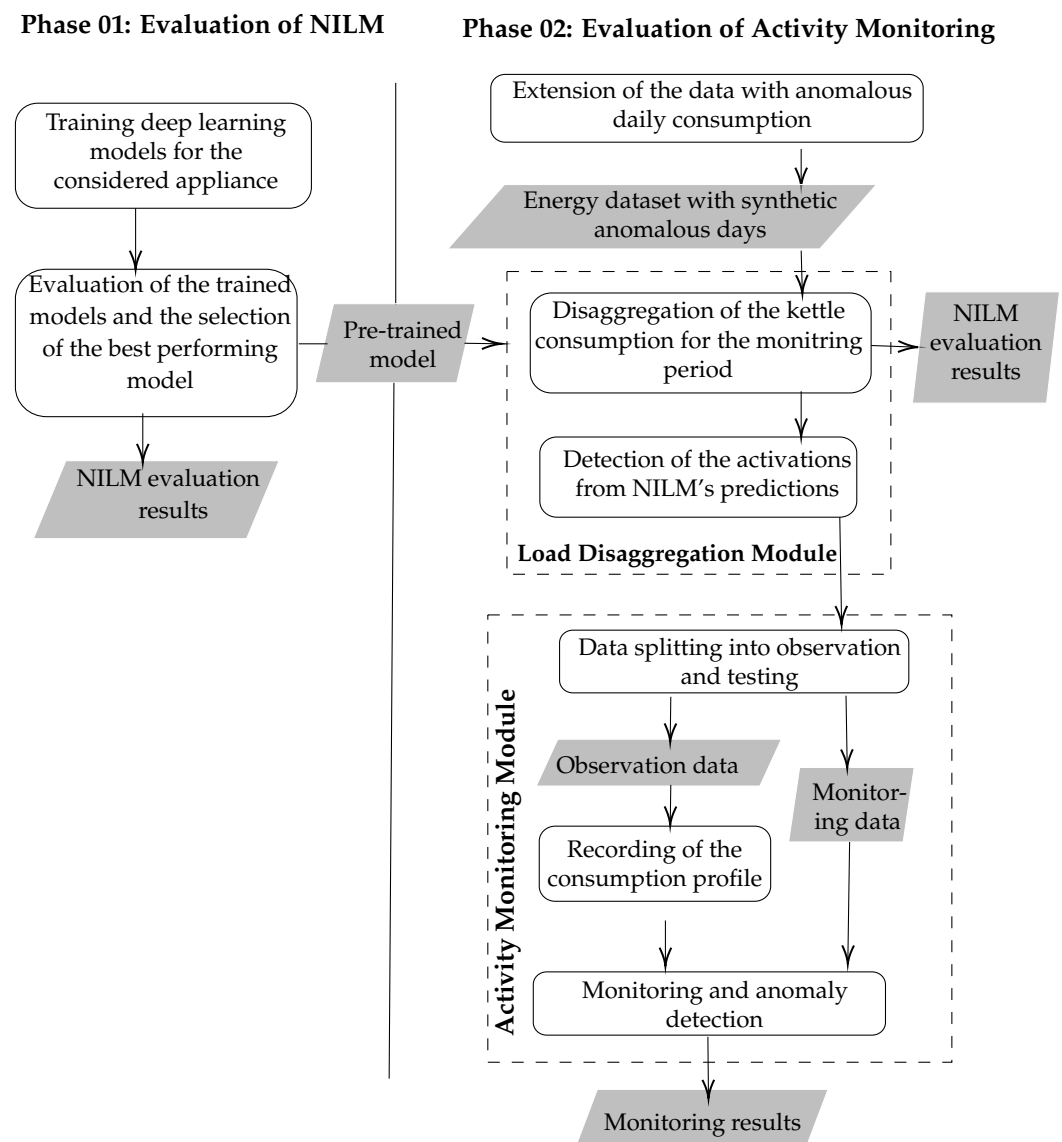 Phase 01: Evaluation of NILM
Training deep learning
models for the
considered appliance
Evaluation of the trained
models and the selection
of the best performing
model
NILM evaluation
results
Pre-trained
model
Phase 02: Evaluation of Activity Monitoring
Extension of the data with anomalous
daily consumption
Energy dataset with synthetic
anomalous days
Disaggregation of the kettle
consumption for the monitring
period
NILM
evaluation
results
Detection of the activations
from NILM's predictions
Load Disaggregation Module
Activity Monitoring Module
Data splitting into observation
and testing
Observation data
Monitor-
ing data
Recording of the
consumption profile
Monitoring and anomaly
detection
Monitoring results